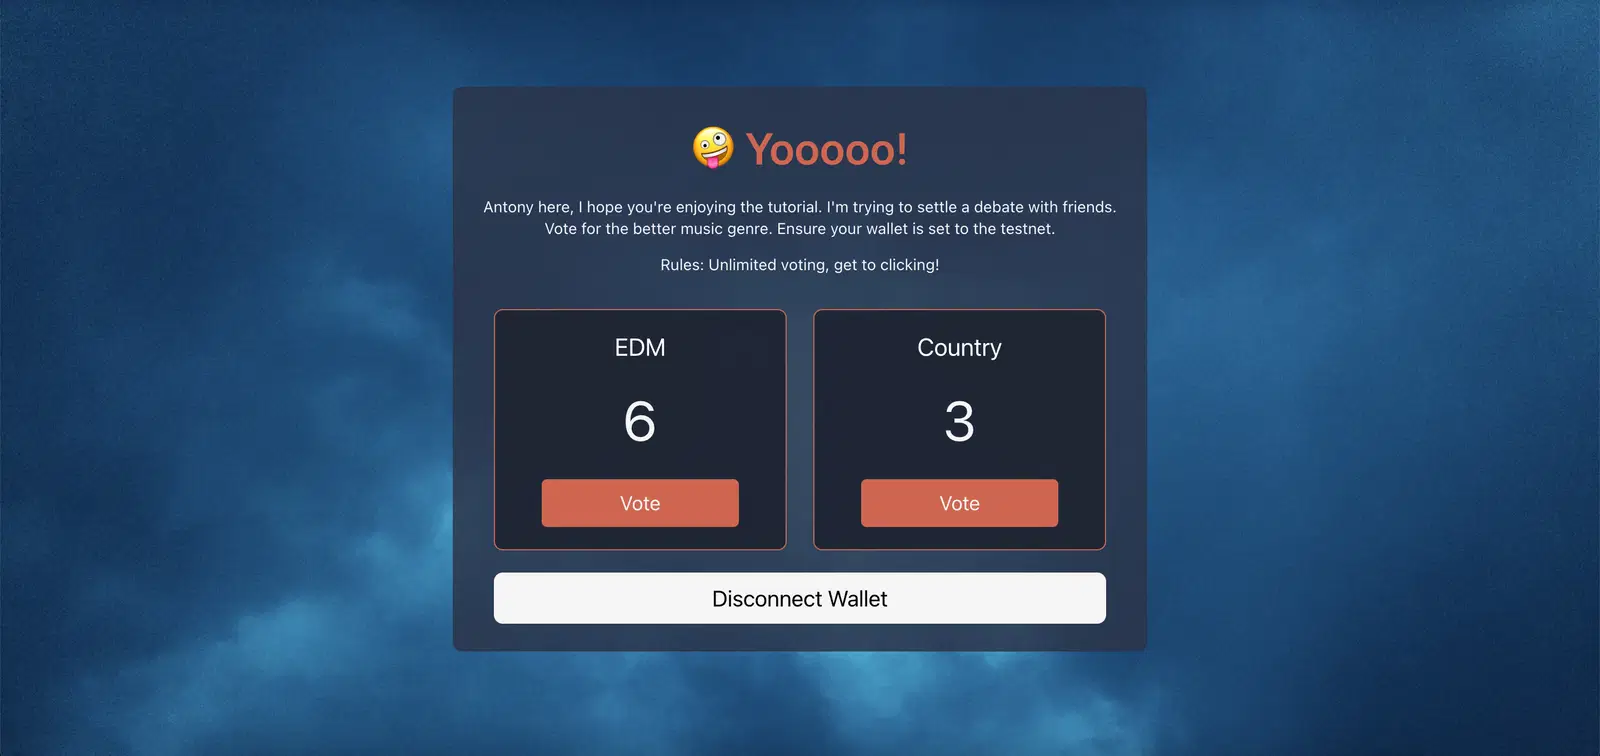 🤪 Yooooo!
Antony here, I hope you're enjoying the tutorial. I'm trying to settle a debate with friends.
Vote for the better music genre. Ensure your wallet is set to the testnet.
Rules: Unlimited voting, get to clicking!
EDM
6
Vote
Country
3
Vote
Disconnect Wallet